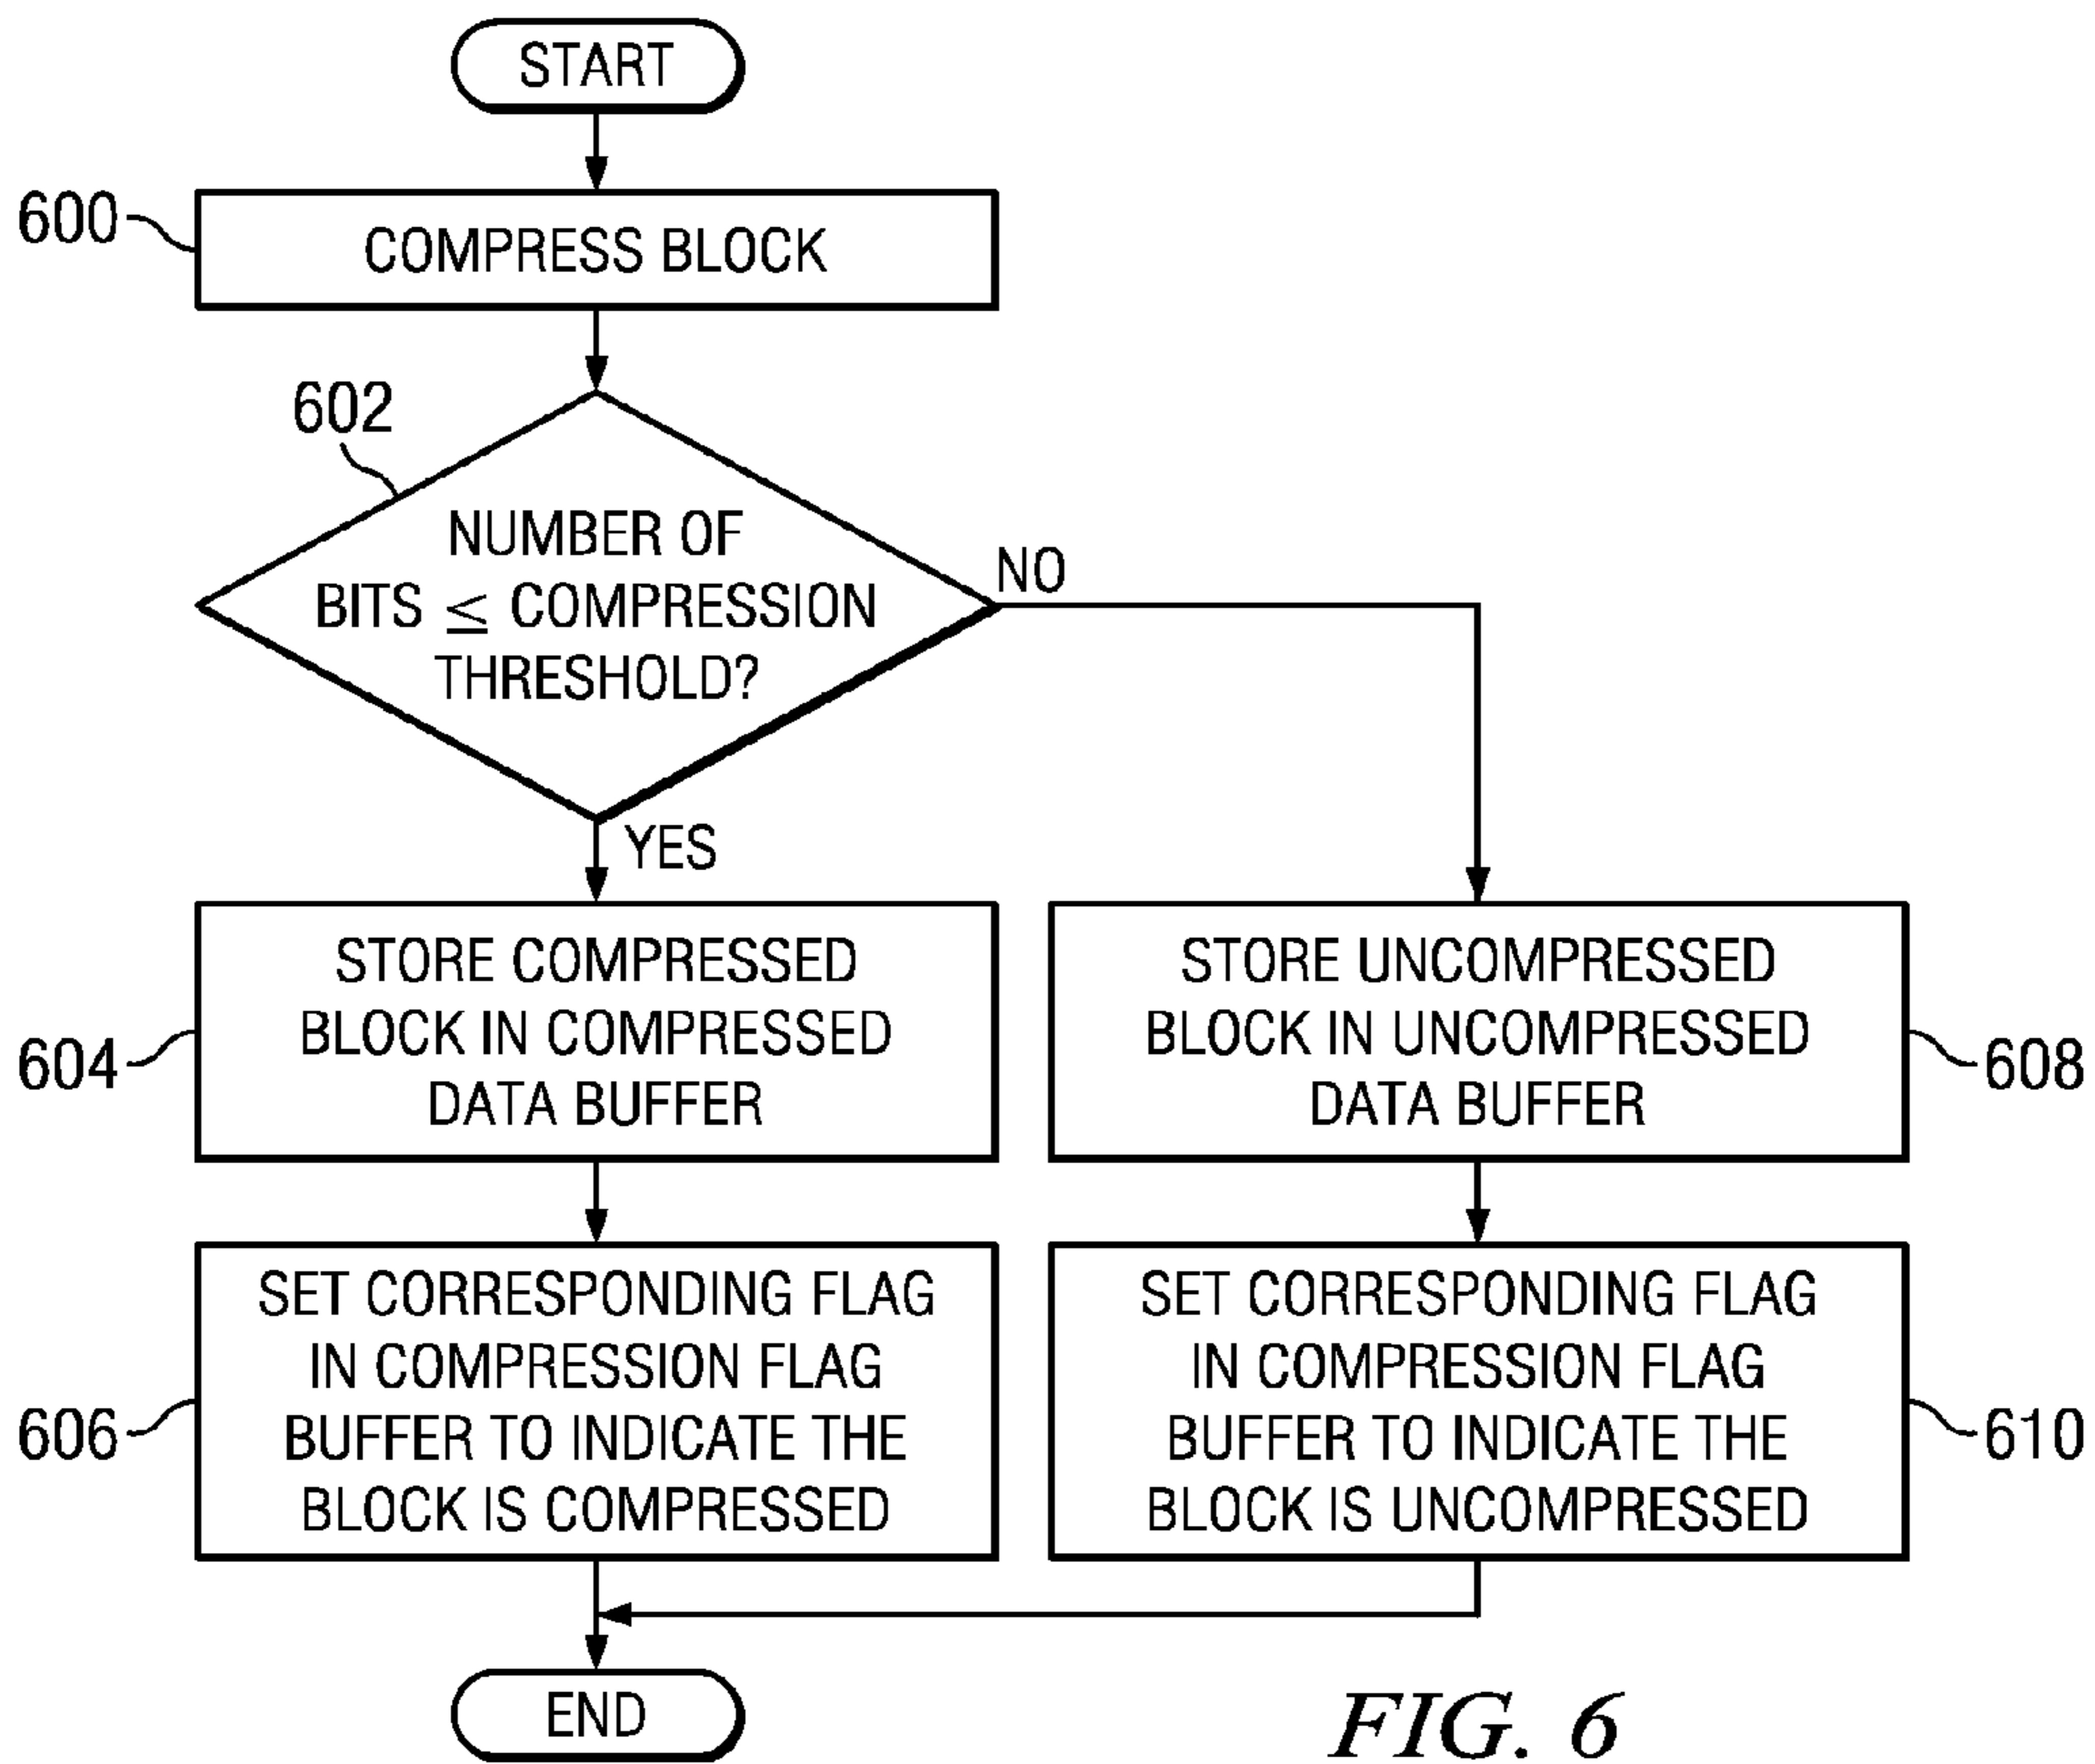 START
600
COMPRESS BLOCK
602
NUMBER OF
BITS ≤ COMPRESSION
THRESHOLD?
NO
YES
604
STORE COMPRESSED
BLOCK IN COMPRESSED
DATA BUFFER
STORE UNCOMPRESSED
BLOCK IN UNCOMPRESSED
DATA BUFFER
608
606
SET CORRESPONDING FLAG
IN COMPRESSION FLAG
BUFFER TO INDICATE THE
BLOCK IS COMPRESSED
SET CORRESPONDING FLAG
IN COMPRESSION FLAG
BUFFER TO INDICATE THE
BLOCK IS UNCOMPRESSED
610
END
FIG. 6